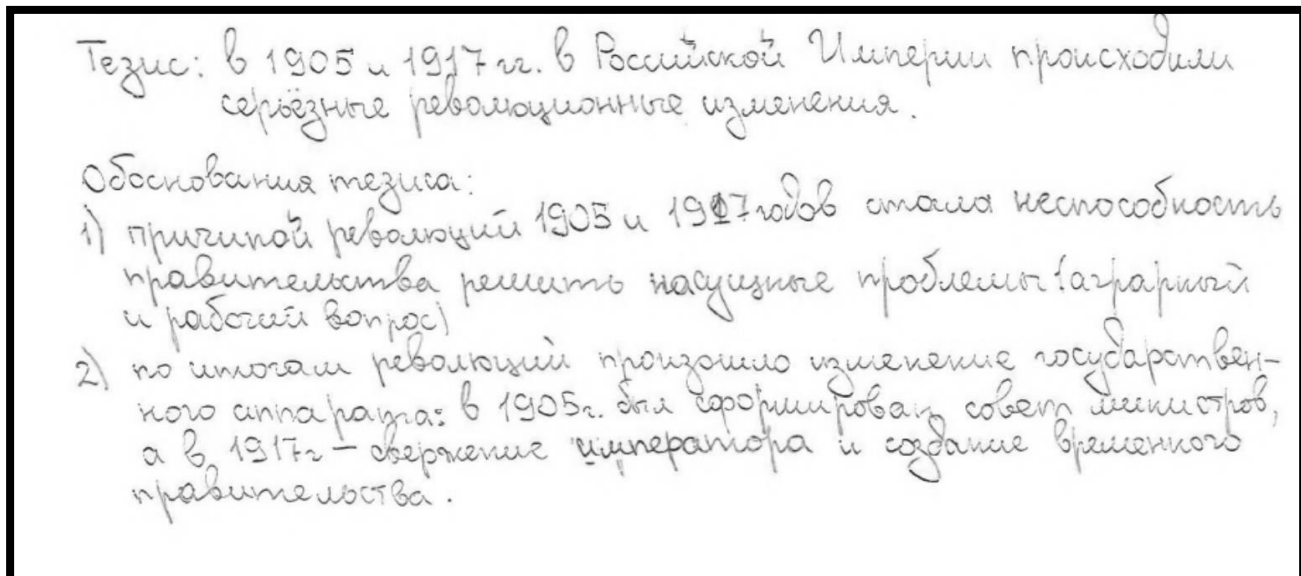 Тезис: в 1905 и 1917 гг. в Российской Империи происходили
серьёзные революционные изменения.
Обоснования тезиса:
1) причиной революций 1905 и 1917 годов стала неспособность
правительства решить насущные проблемы (аграрный
и рабочий вопрос)
2) по итогам революций произошло изменение государствен-
ного аппарата: в 1905г. был сформирован совет министров,
а в 1917г – свержение императора и создание временного
правительства.